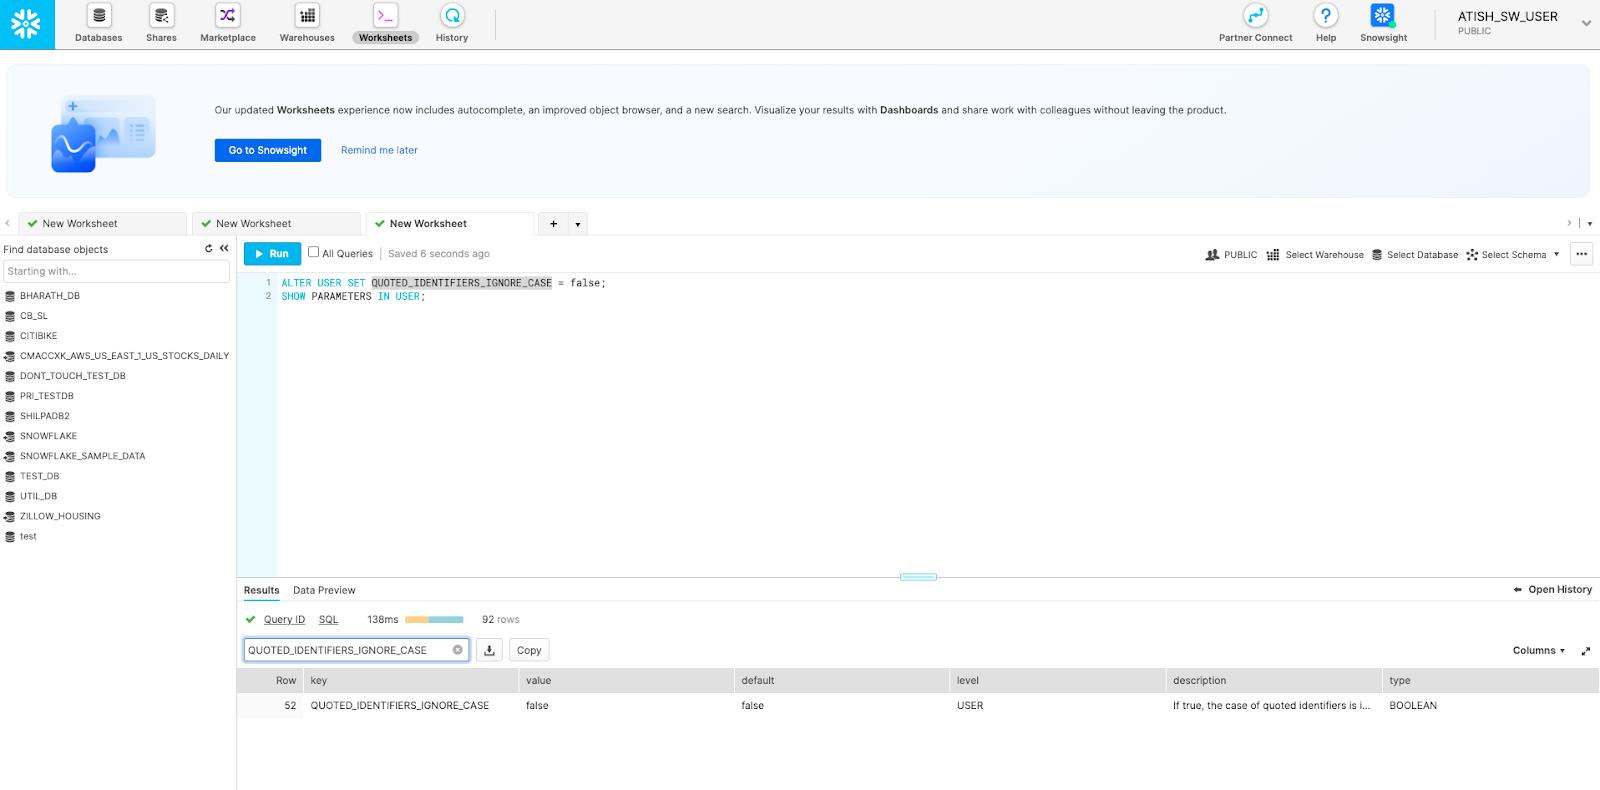 Databases Shares Marketplace Warehouses Worksheets History Partner Connect Help Snowsight
ATISH_SW_USER
PUBLIC
Our updated Worksheets experience now includes autocomplete, an improved object browser, and a new search. Visualize your results with Dashboards and share work with colleagues without leaving the product.
Go to Snowsight Remind me later
New Worksheet New Worksheet New Worksheet
Find database objects
Starting with...
BHARATH_DB
CB_SL
CITIBIKE
CMACCXK_AWS_US_EAST_1_US_STOCKS_DAILY
DONT_TOUCH_TEST_DB
PRI_TESTDB
SHILPADB2
SNOWFLAKE
SNOWFLAKE_SAMPLE_DATA
TEST_DB
UTIL_DB
ZILLOW_HOUSING
test
Run All Queries Saved 6 seconds ago PUBLIC Select Warehouse Select Database Select Schema
1 ALTER USER SET QUOTED_IDENTIFIERS_IGNORE_CASE = false;
2 SHOW PARAMETERS IN USER;
Results Data Preview Open History
Query ID SQL 138ms 92 rows
QUOTED_IDENTIFIERS_IGNORE_CASE Copy Columns
Row key value default level description type
52 QUOTED_IDENTIFIERS_IGNORE_CASE false false USER If true, the case of quoted identifiers is i... BOOLEAN